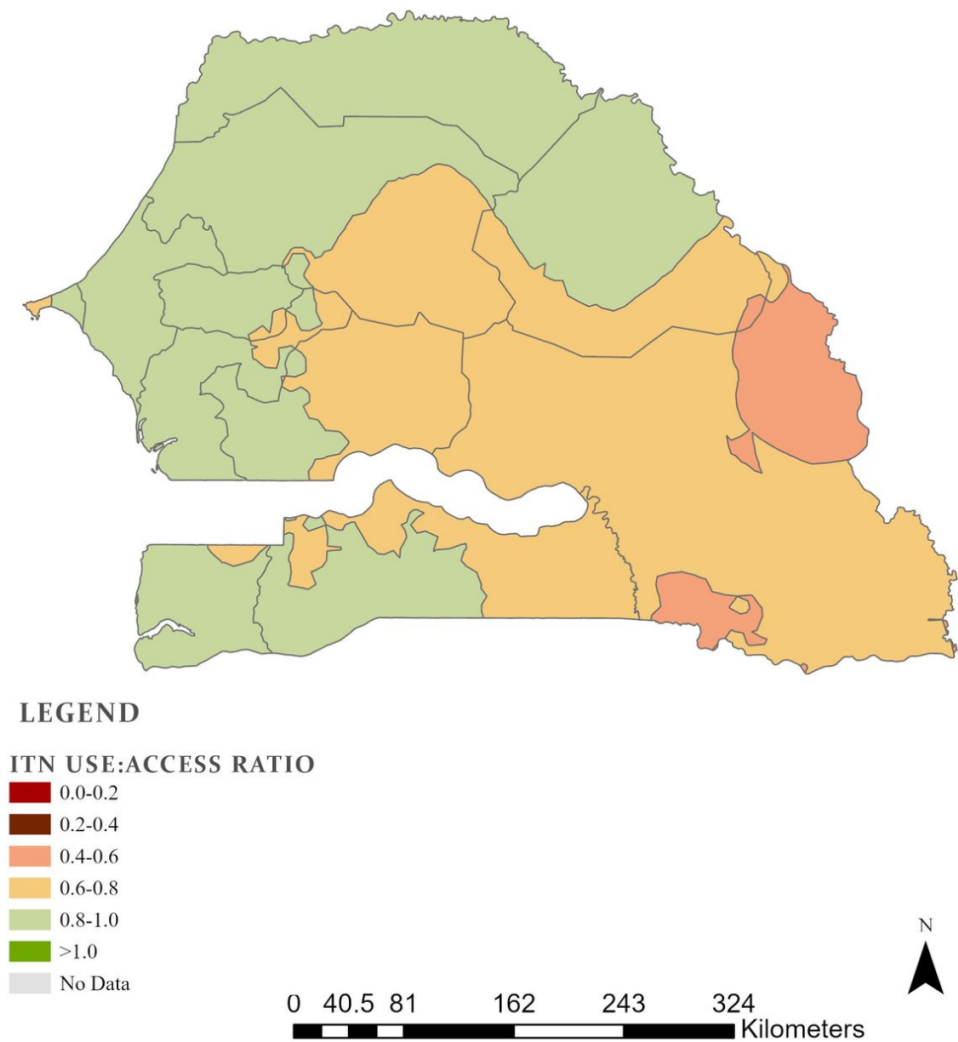 LEGEND
ITN USE:ACCESS RATIO
0.0-0.2
0.2-0.4
0.4-0.6
0.6-0.8
0.8-1.0
>1.0
No Data
N
0 40.5 81 162 243 324
Kilometers